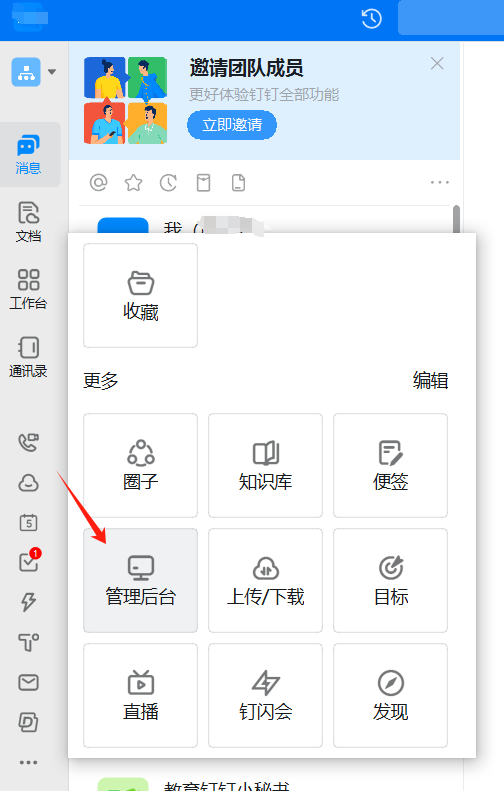 邀请团队成员
更好体验钉钉全部功能
立即邀请
消息
文档
工作台
通讯录
5
1
我（
收藏
更多
编辑
圈子
知识库
便签
管理后台
上传/下载
目标
直播
钉闪会
发现
教育钉钉小秘书